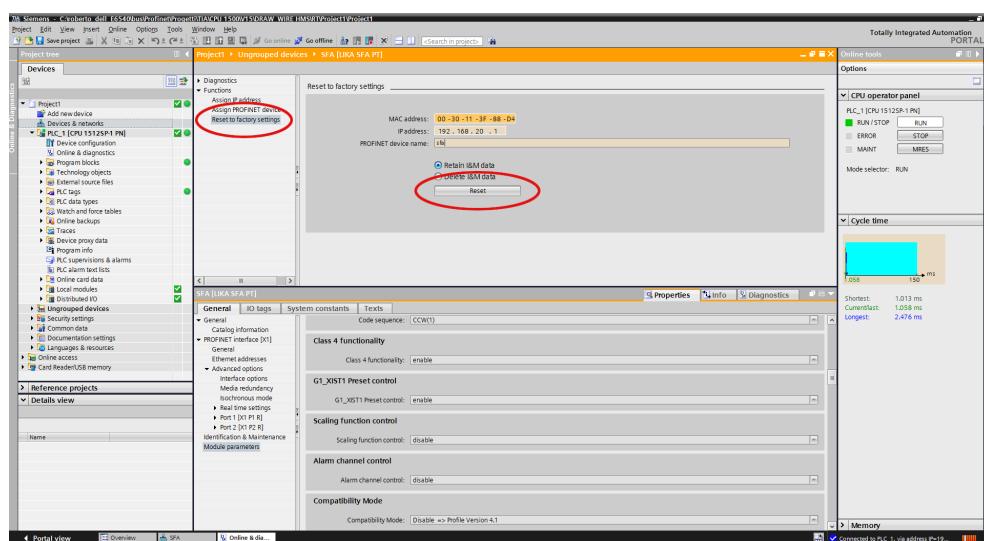 Siemens - C:\roberto_dell_E6540\bus\Profinet\Progetti\TIA\CPU 1500\V15\DRAW_WIRE_HMS\RT\Project1\Project1
Project Edit View Insert Online Options Tools Window Help
Totally Integrated Automation
PORTAL
Save project
Go online
Go offline
<Search in project>
Project tree
Devices
Project1
Add new device
Devices & networks
PLC_1 [CPU 1512SP-1 PN]
Device configuration
Online & diagnostics
Program blocks
Technology objects
External source files
PLC tags
PLC data types
Watch and force tables
Online backups
Traces
Device proxy data
Program info
PLC supervisions & alarms
PLC alarm text lists
Online card data
Local modules
Distributed I/O
Ungrouped devices
Security settings
Common data
Documentation settings
Languages & resources
Online access
Card Reader/USB memory
Reference projects
Details view
Name
Project1 Ungrouped devices SFA [LIKA SFA PT]
Diagnostics
Functions
Assign IP address
Assign PROFINET device
Reset to factory settings
Reset to factory settings
MAC address: 00 -30 -11 -3F -88 -D4
IP address: 192 . 168 . 20 . 1
PROFINET device name: sfa
Retain I&M data
Delete I&M data
Reset
SFA [LIKA SFA PT]
Properties Info Diagnostics
General IO tags System constants Texts
General
Catalog information
PROFINET interface [X1]
General
Ethernet addresses
Advanced options
Interface options
Media redundancy
Isochronous mode
Real time settings
Port 1 [X1 P1 R]
Port 2 [X1 P2 R]
Identification & Maintenance
Module parameters
Code sequence: CCW(1)
Class 4 functionality
Class 4 functionality: enable
G1_XIST1 Preset control
G1_XIST1 Preset control: enable
Scaling function control
Scaling function control: disable
Alarm channel control
Alarm channel control: disable
Compatibility Mode
Compatibility Mode: Disable => Profile Version 4.1
Online tools
Options
CPU operator panel
PLC_1 [CPU 1512SP-1 PN]
RUN / STOP RUN
ERROR STOP
MAINT MRES
Mode selector: RUN
Cycle time
ms
1.058 150
Shortest: 1.013 ms
Current/last: 1.058 ms
Longest: 2.476 ms
Memory
Online & Diagnostics
Portal view Overview SFA Online & dia...
Connected to PLC_1, via address IP=19...